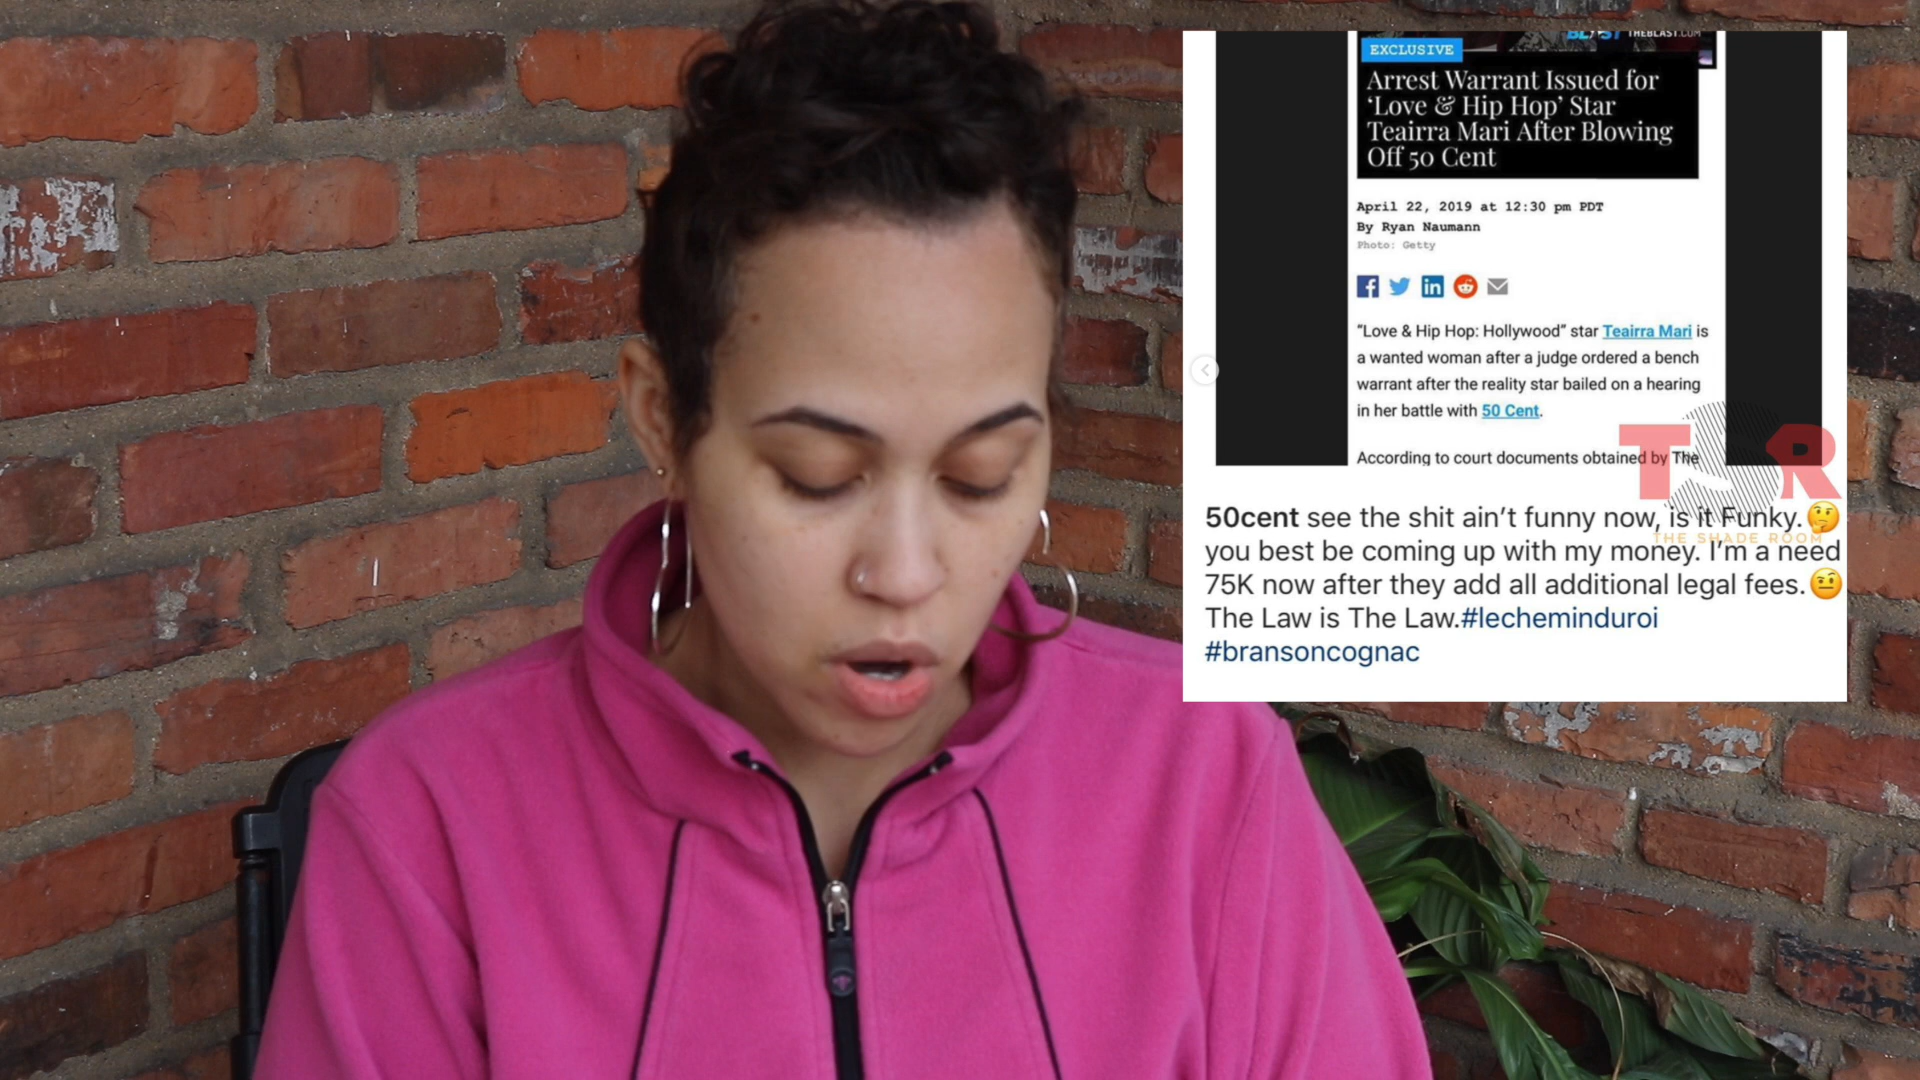 THEBLAST.COM
EXCLUSIVE
Arrest Warrant Issued for
‘Love & Hip Hop’ Star
Teairra Mari After Blowing
Off 50 Cent
April 22, 2019 at 12:30 pm PDT
By Ryan Naumann
Photo: Getty
“Love & Hip Hop: Hollywood” star Teairra Mari is
a wanted woman after a judge ordered a bench
warrant after the reality star bailed on a hearing
in her battle with 50 Cent.
According to court documents obtained by The
TSR
THE SHADE ROOM
50cent see the shit ain’t funny now, is it Funky.🤔
you best be coming up with my money. I’m a need
75K now after they add all additional legal fees.🤨
The Law is The Law.#lecheminduroi
#bransoncognac